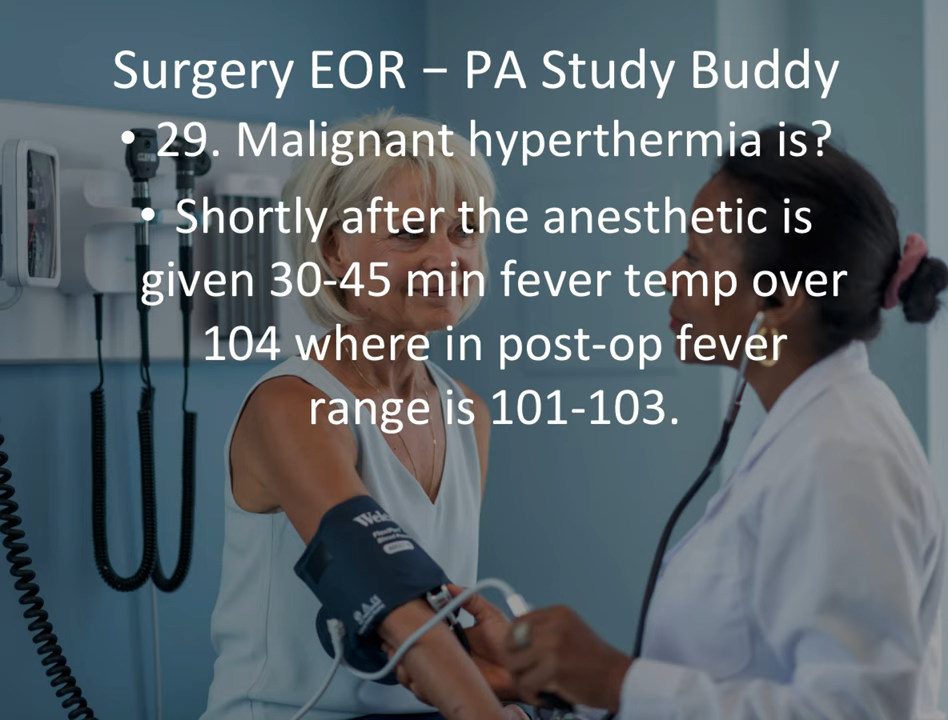 Surgery EOR – PA Study Buddy
• 29. Malignant hyperthermia is?
• Shortly after the anesthetic is
given 30-45 min fever temp over
104 where in post-op fever
range is 101-103.